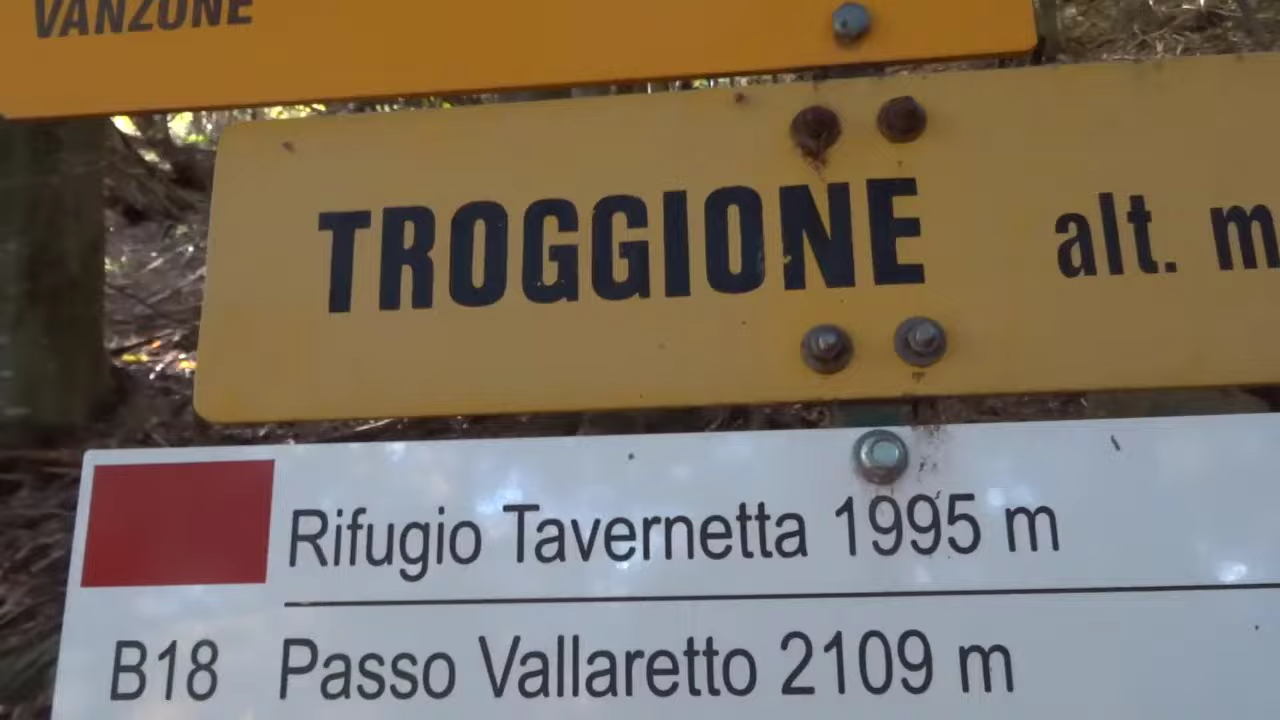 VANZONE
TROGGIONE alt. m
Rifugio Tavernetta 1995 m
B18 Passo Vallaretto 2109 m